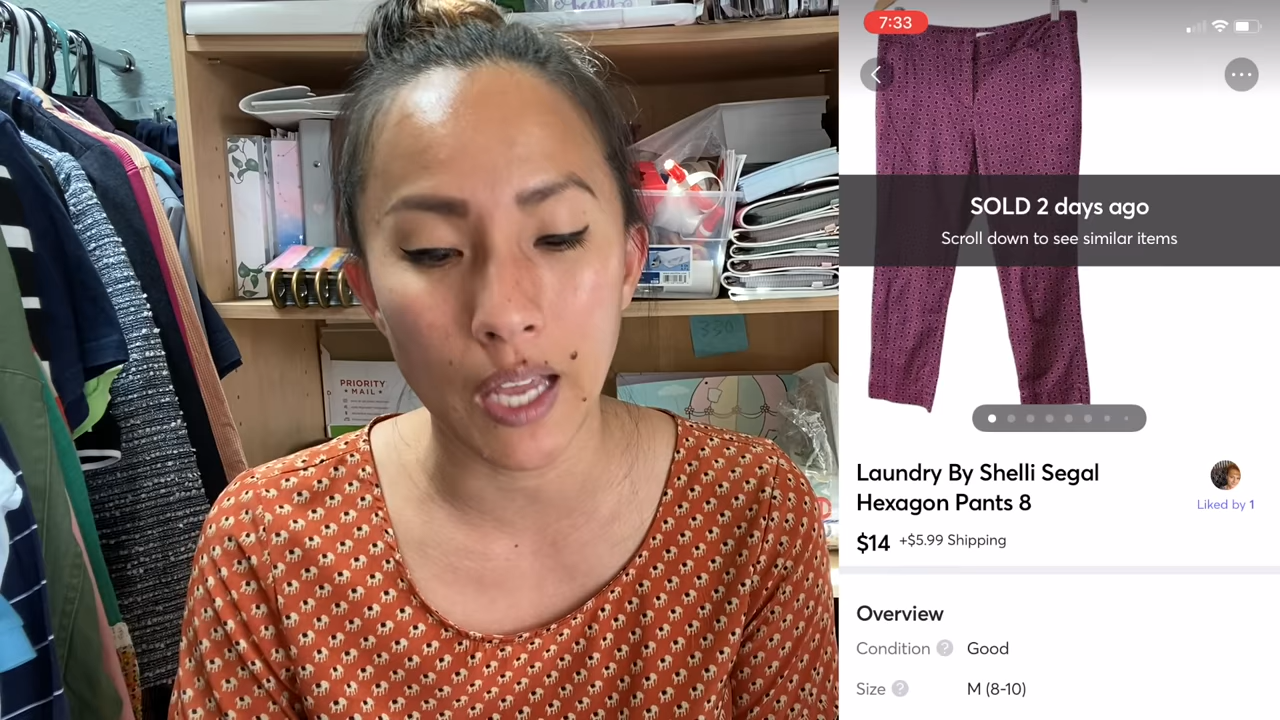 7:33
SOLD 2 days ago
Scroll down to see similar items
Laundry By Shelli Segal
Hexagon Pants 8
Liked by 1
$14 +$5.99 Shipping
Overview
Condition ? Good
Size ? M (8-10)
330
PRIORITY
MAIL